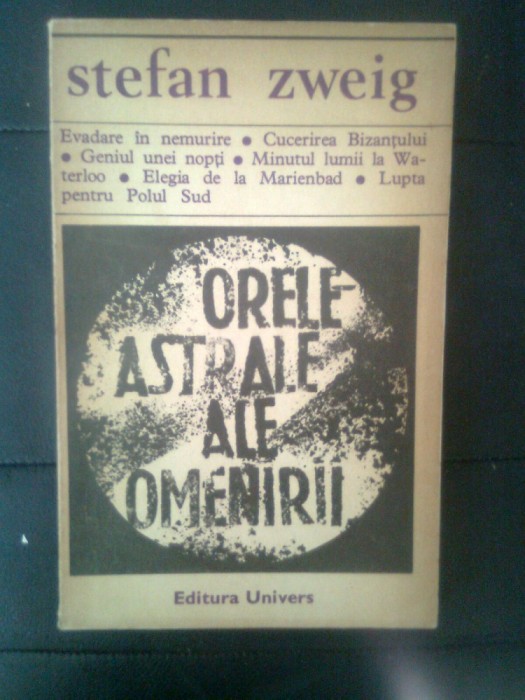 stefan zweig
Evadare în nemurire • Cucerirea Bizanțului
• Geniul unei nopți • Minutul lumii la Wa-
terloo • Elegia de la Marienbad • Lupta
pentru Polul Sud
ORELE
ASTRALE
ALE
OMENIRII
Editura Univers